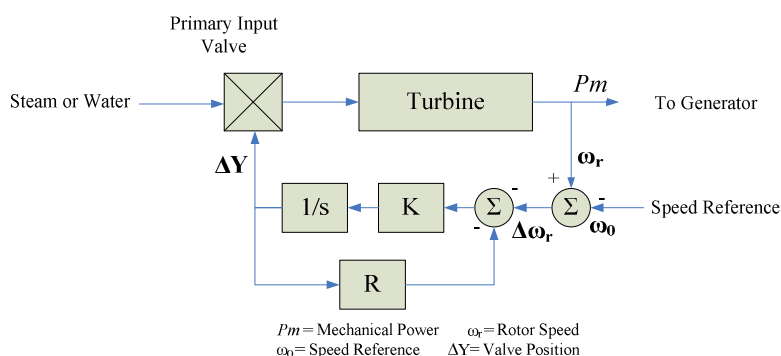 Primary Input
Valve
Steam or Water
Turbine
Pm
To Generator
ΔY
ωr
+
-
1/s
K
Σ
-
-
Σ
Δωr
ω0
Speed Reference
R
Pm = Mechanical Power ωr= Rotor Speed
ω0= Speed Reference ΔY= Valve Position